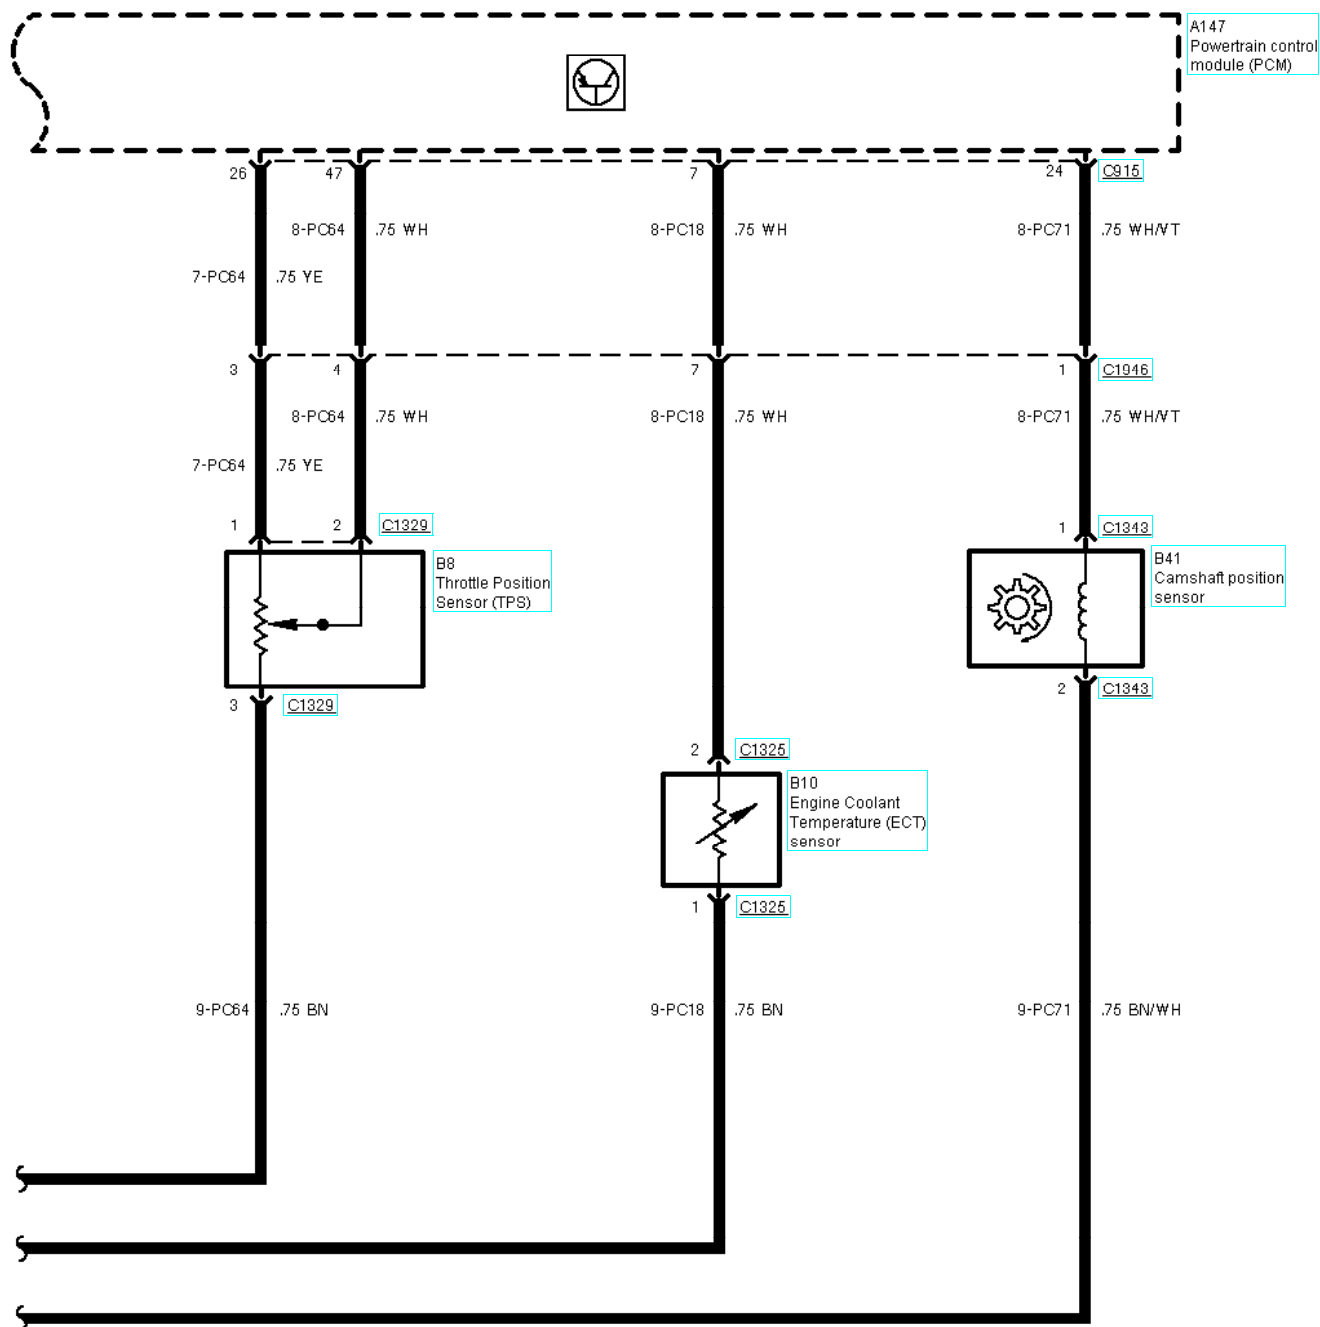 A147
Powertrain control
module (PCM)
26
47
7
24
C915
8-PC64
.75 WH
8-PC18
.75 WH
8-PC71
.75 WH/VT
7-PC64
.75 YE
3
4
7
1
C1946
8-PC64
.75 WH
8-PC18
.75 WH
8-PC71
.75 WH/VT
7-PC64
.75 YE
1
2
C1329
1
C1343
B8
Throttle Position
Sensor (TPS)
B41
Camshaft position
sensor
3
C1329
2
C1343
2
C1325
B10
Engine Coolant
Temperature (ECT)
sensor
1
C1325
9-PC64
.75 BN
9-PC18
.75 BN
9-PC71
.75 BN/WH